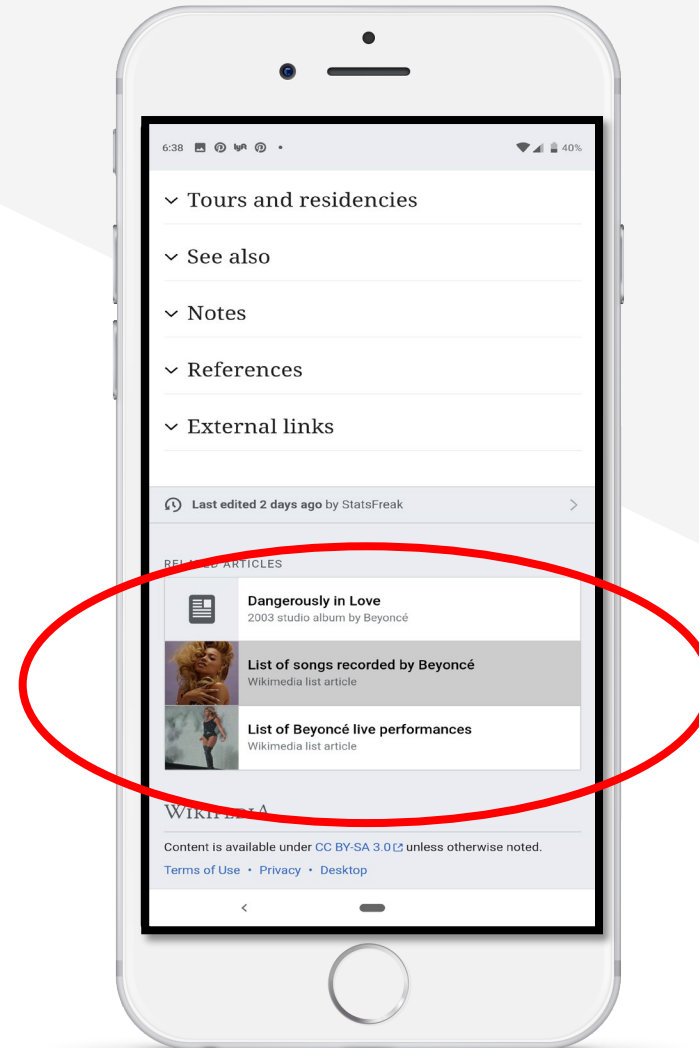 6:38 lyA 40%
Tours and residencies
See also
Notes
References
External links
Last edited 2 days ago by StatsFreak
RELATED ARTICLES
Dangerously in Love
2003 studio album by Beyoncé
List of songs recorded by Beyoncé
Wikimedia list article
List of Beyoncé live performances
Wikimedia list article
WIKIPEDIA
Content is available under CC BY-SA 3.0 unless otherwise noted.
Terms of Use • Privacy • Desktop